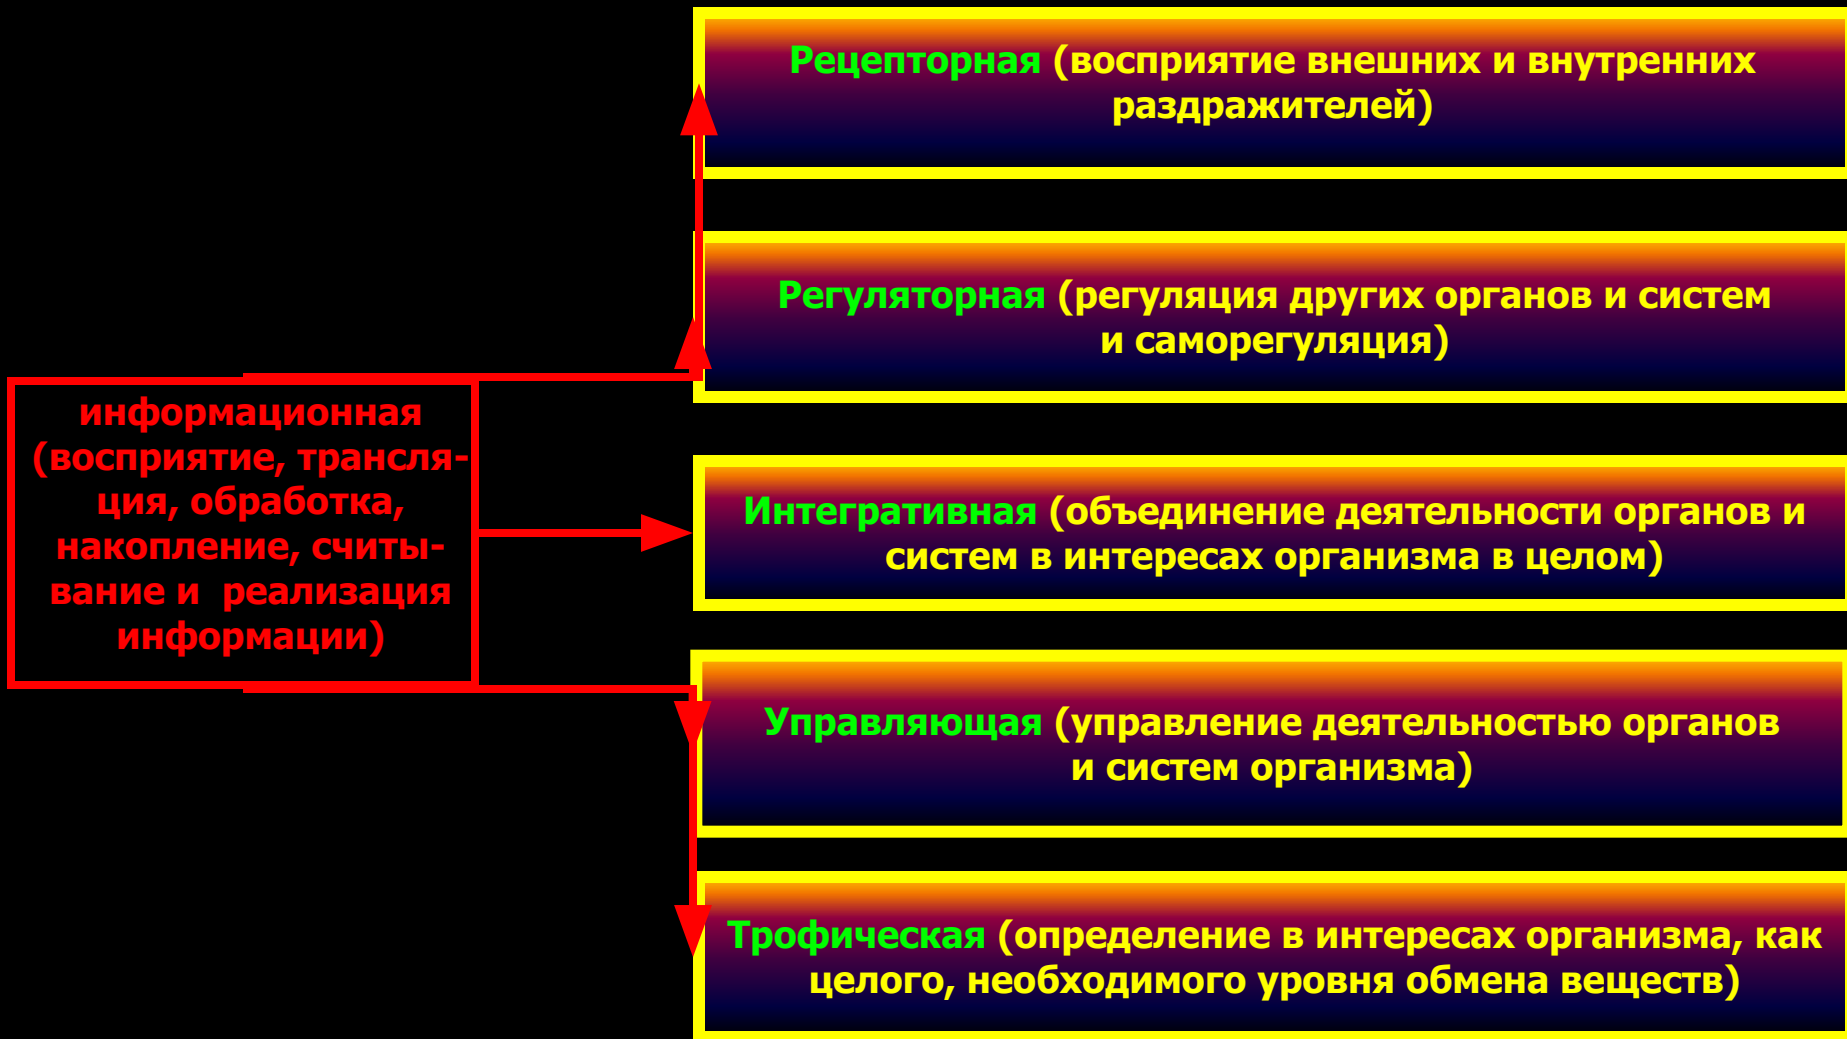 Рецепторная (восприятие внешних и внутренних
раздражителей)
Регуляторная (регуляция других органов и систем
и саморегуляция)
информационная
(восприятие, трансля-
ция, обработка,
накопление, считы-
вание и реализация
информации)
Интегративная (объединение деятельности органов и
систем в интересах организма в целом)
Управляющая (управление деятельностью органов
и систем организма)
Трофическая (определение в интересах организма, как
целого, необходимого уровня обмена веществ)